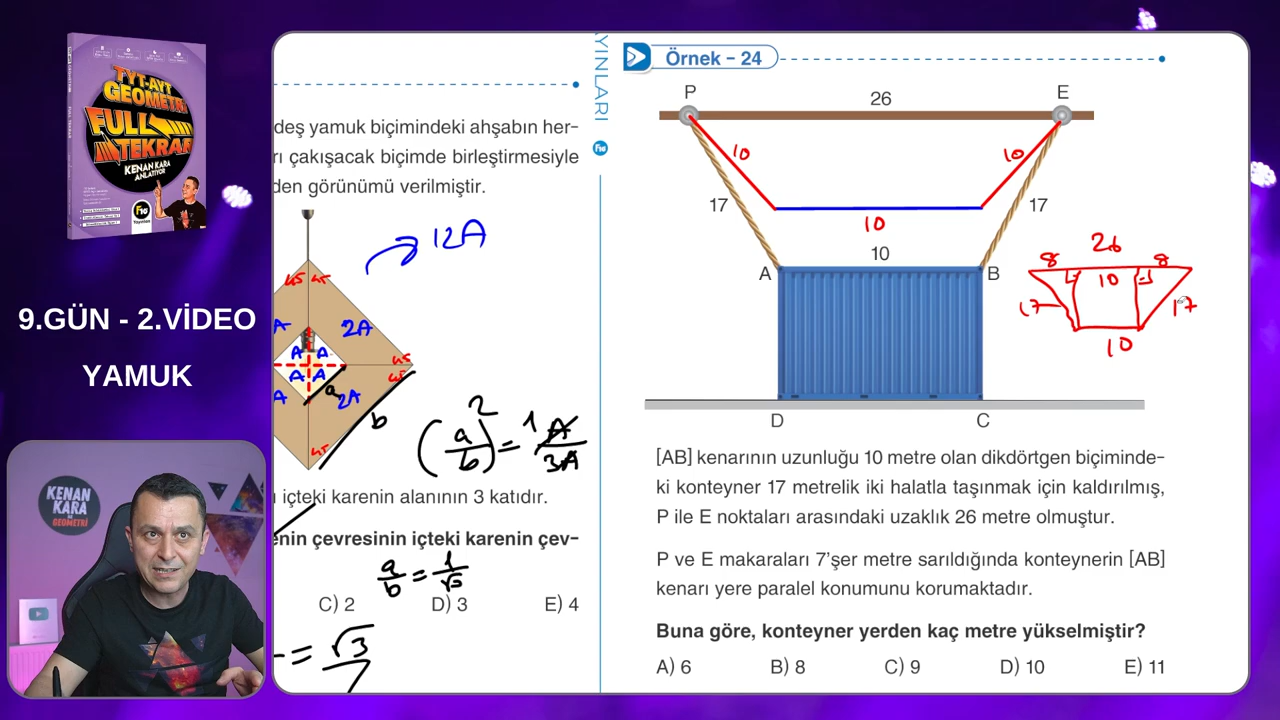 TYT-AYT
GEOMETRİ
FULL
TEKRAR
KENAN KARA
ANLATIYOR
9.GÜN - 2.VİDEO
YAMUK
KENAN
KARA
GEOMETRİ
YINLARI
deş yamuk biçimindeki ahşabın her-
rı çakışacak biçimde birleştirmesiyle
den görünümü verilmiştir.
12A
45 45
A 2A
A A
A A
45
45
A 2A
a
b
45
(a/b)² = 1 A/3A
ı içteki karenin alanının 3 katıdır.
enin çevresinin içteki karenin çev-
a/b = 1/√3
C) 2 D) 3 E) 4
= √3
Örnek – 24
P E
26
10 10
17 17
10
A 10 B
D C
26
8 10 8
17 17
10
[AB] kenarının uzunluğu 10 metre olan dikdörtgen biçiminde-
ki konteyner 17 metrelik iki halatla taşınmak için kaldırılmış,
P ile E noktaları arasındaki uzaklık 26 metre olmuştur.
P ve E makaraları 7'şer metre sarıldığında konteynerin [AB]
kenarı yere paralel konumunu korumaktadır.
Buna göre, konteyner yerden kaç metre yükselmiştir?
A) 6 B) 8 C) 9 D) 10 E) 11